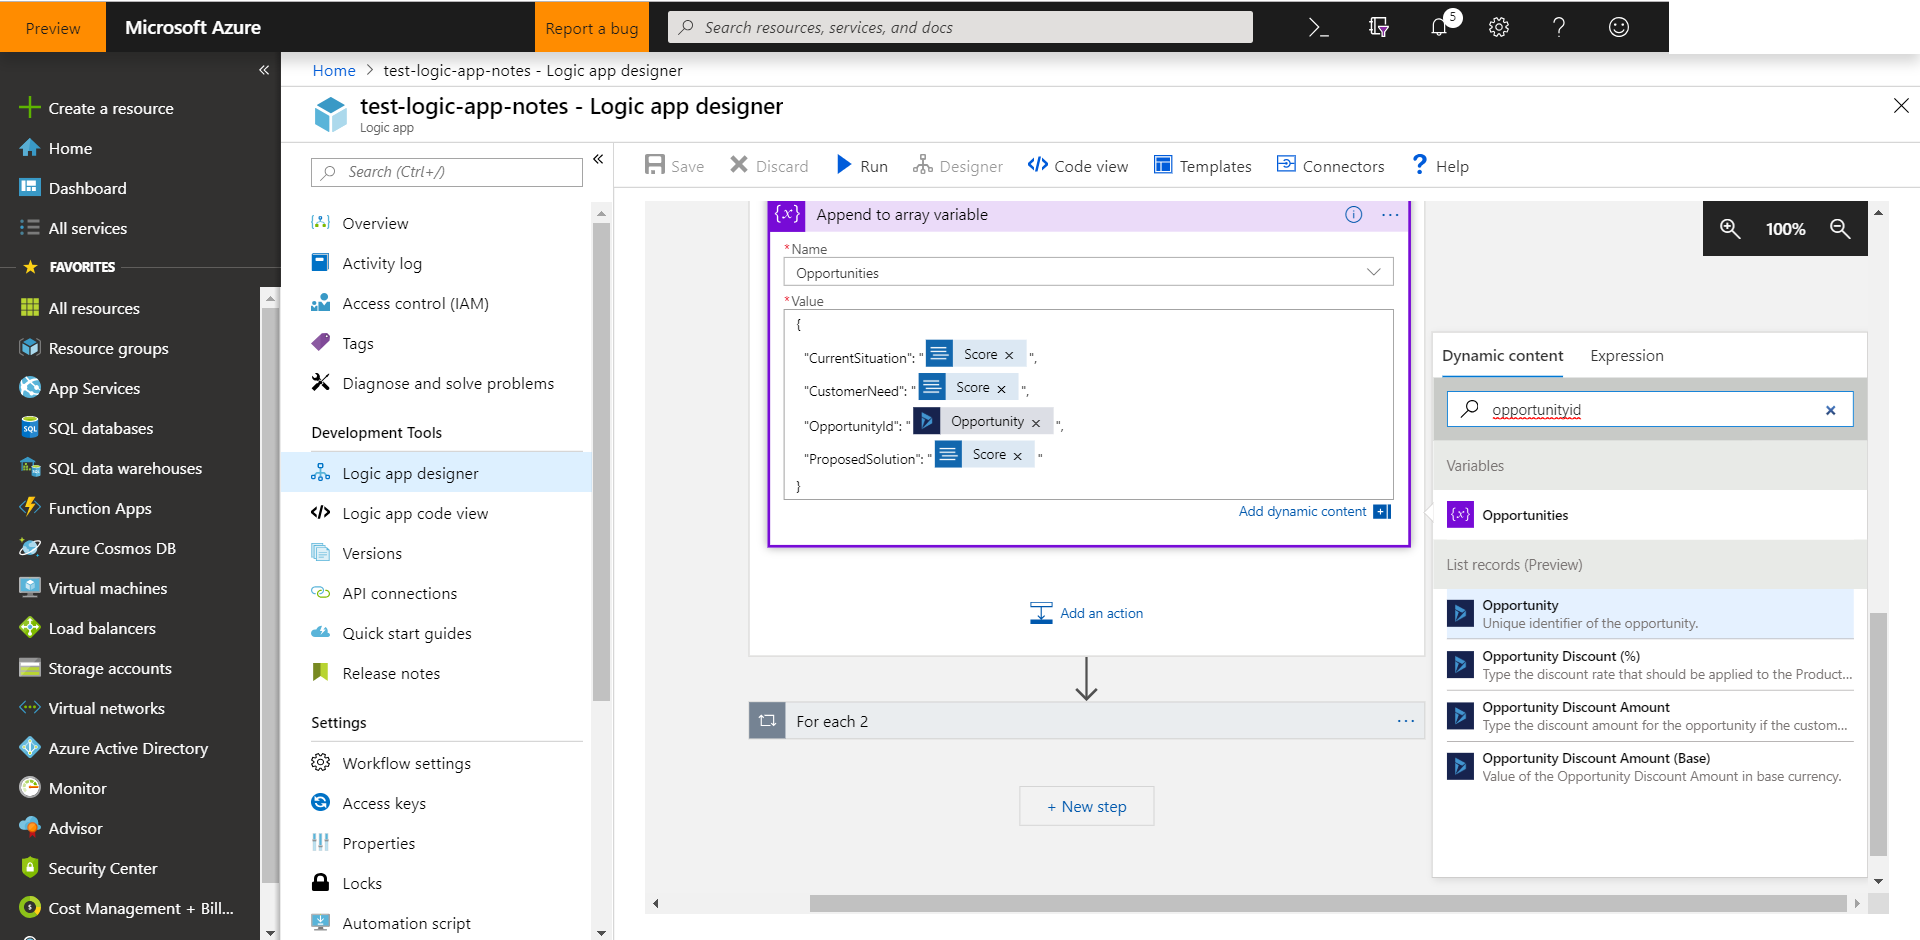 Preview
Microsoft Azure
Report a bug
Search resources, services, and docs
5
Home > test-logic-app-notes - Logic app designer
test-logic-app-notes - Logic app designer
Logic app
Create a resource
Home
Dashboard
All services
FAVORITES
All resources
Resource groups
App Services
SQL databases
SQL data warehouses
Function Apps
Azure Cosmos DB
Virtual machines
Load balancers
Storage accounts
Virtual networks
Azure Active Directory
Monitor
Advisor
Security Center
Cost Management + Bill...
Search (Ctrl+/)
Overview
Activity log
Access control (IAM)
Tags
Diagnose and solve problems
Development Tools
Logic app designer
Logic app code view
Versions
API connections
Quick start guides
Release notes
Settings
Workflow settings
Access keys
Properties
Locks
Automation script
Save
Discard
Run
Designer
Code view
Templates
Connectors
Help
{x} Append to array variable
* Name
Opportunities
* Value
{
"CurrentSituation": " Score × ",
"CustomerNeed": " Score × ",
"OpportunityId": " Opportunity × ",
"ProposedSolution": " Score × "
}
Add dynamic content
Add an action
For each 2
+ New step
100%
Dynamic content
Expression
opportunityid
Variables
{x} Opportunities
List records (Preview)
Opportunity
Unique identifier of the opportunity.
Opportunity Discount (%)
Type the discount rate that should be applied to the Product...
Opportunity Discount Amount
Type the discount amount for the opportunity if the custom...
Opportunity Discount Amount (Base)
Value of the Opportunity Discount Amount in base currency.